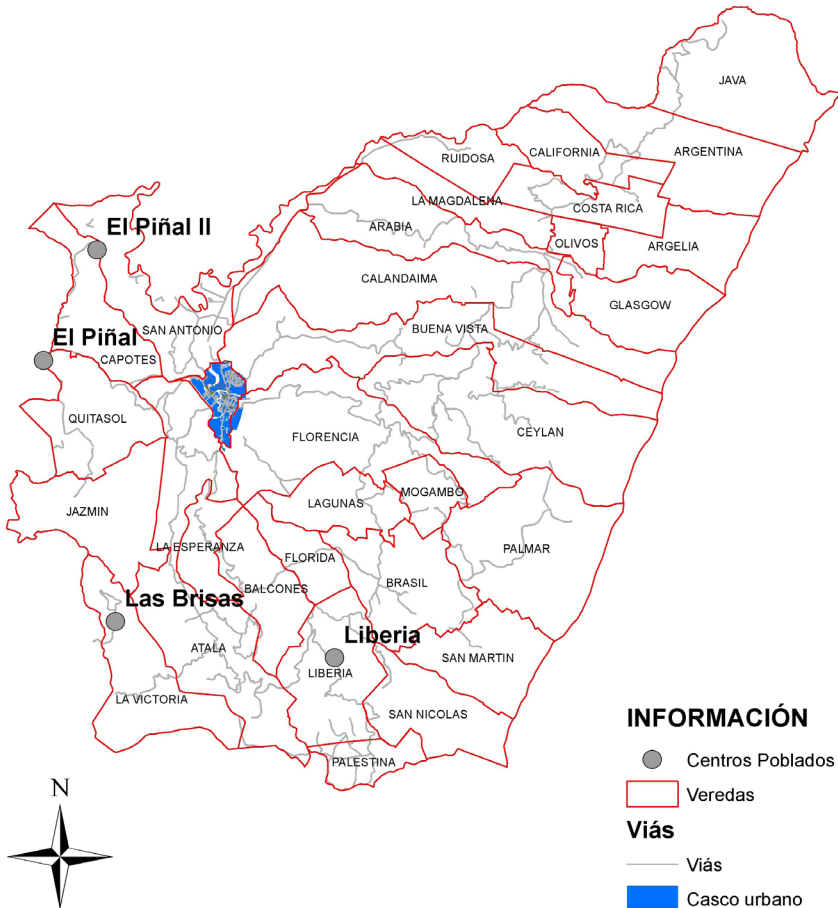 JAVA
CALIFORNIA
ARGENTINA
RUIDOSA
LA MAGDALENA
COSTA RICA
El Piñal II
ARABIA
OLIVOS
ARGELIA
CALANDAIMA
GLASGOW
SAN ANTONIO
BUENA VISTA
El Piñal
CAPOTES
QUITASOL
CEYLAN
FLORENCIA
MOGAMBO
LAGUNAS
JAZMIN
LA ESPERANZA
PALMAR
FLORIDA
BRASIL
BALCONES
Las Brisas
Liberia
ATALA
SAN MARTIN
LIBERIA
LA VICTORIA
SAN NICOLAS
PALESTINA
INFORMACIÓN
Centros Poblados
Veredas
Viás
Viás
Casco urbano
N